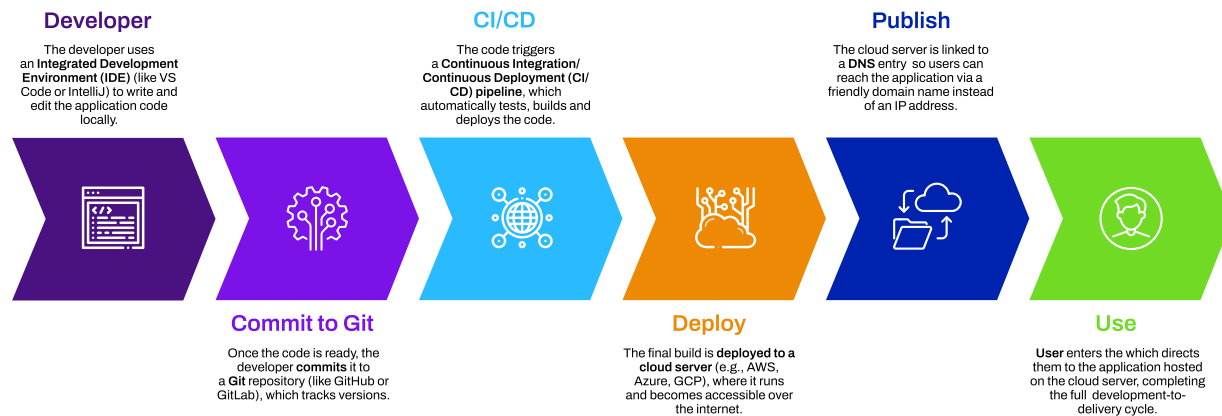 Developer
The developer uses
an Integrated Development
Environment (IDE) (like VS
Code or IntelliJ) to write and
edit the application code
locally.
Commit to Git
Once the code is ready, the
developer commits it to
a Git repository (like GitHub or
GitLab), which tracks versions.
CI/CD
The code triggers
a Continuous Integration/
Continuous Deployment (CI/
CD) pipeline, which
automatically tests, builds and
deploys the code.
Deploy
The final build is deployed to a
cloud server (e.g., AWS,
Azure, GCP), where it runs
and becomes accessible over
the internet.
Publish
The cloud server is linked to
a DNS entry so users can
reach the application via a
friendly domain name instead
of an IP address.
Use
User enters the which directs
them to the application hosted
on the cloud server, completing
the full development-to-
delivery cycle.